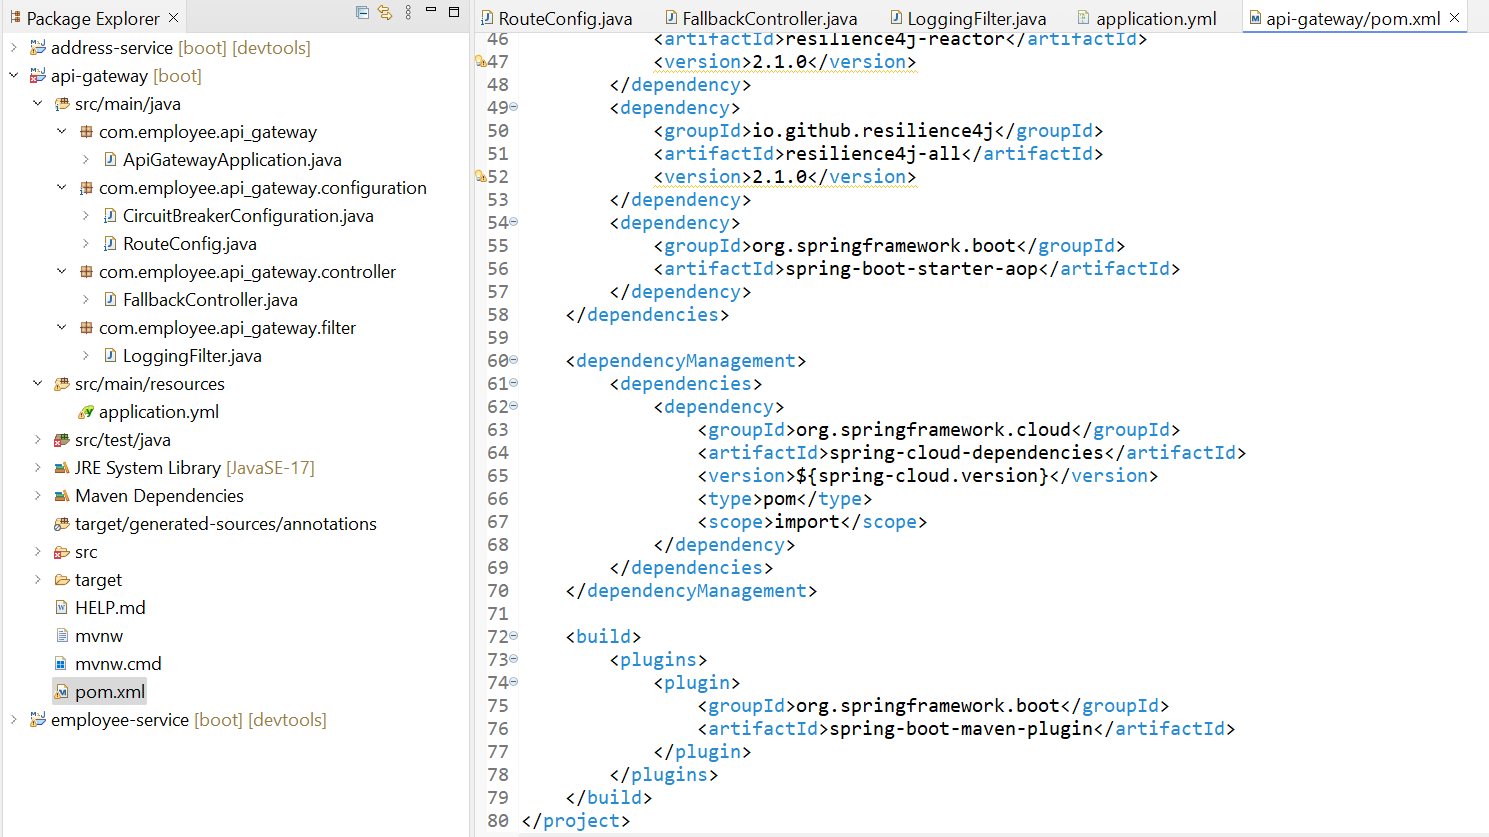 Package Explorer
address-service [boot] [devtools]
api-gateway [boot]
src/main/java
com.employee.api_gateway
ApiGatewayApplication.java
com.employee.api_gateway.configuration
CircuitBreakerConfiguration.java
RouteConfig.java
com.employee.api_gateway.controller
FallbackController.java
com.employee.api_gateway.filter
LoggingFilter.java
src/main/resources
application.yml
src/test/java
JRE System Library [JavaSE-17]
Maven Dependencies
target/generated-sources/annotations
src
target
HELP.md
mvnw
mvnw.cmd
pom.xml
employee-service [boot] [devtools]
RouteConfig.java FallbackController.java LoggingFilter.java application.yml api-gateway/pom.xml
46 <artifactId>resilience4j-reactor</artifactId>
47 <version>2.1.0</version>
48 </dependency>
49 <dependency>
50 <groupId>io.github.resilience4j</groupId>
51 <artifactId>resilience4j-all</artifactId>
52 <version>2.1.0</version>
53 </dependency>
54 <dependency>
55 <groupId>org.springframework.boot</groupId>
56 <artifactId>spring-boot-starter-aop</artifactId>
57 </dependency>
58 </dependencies>
59
60 <dependencyManagement>
61 <dependencies>
62 <dependency>
63 <groupId>org.springframework.cloud</groupId>
64 <artifactId>spring-cloud-dependencies</artifactId>
65 <version>${spring-cloud.version}</version>
66 <type>pom</type>
67 <scope>import</scope>
68 </dependency>
69 </dependencies>
70 </dependencyManagement>
71
72 <build>
73 <plugins>
74 <plugin>
75 <groupId>org.springframework.boot</groupId>
76 <artifactId>spring-boot-maven-plugin</artifactId>
77 </plugin>
78 </plugins>
79 </build>
80 </project>